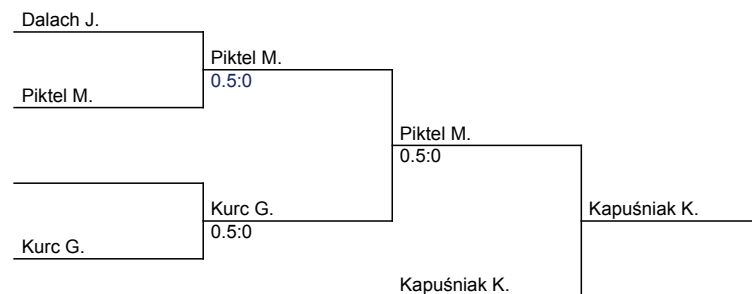 Dalach J.
Piktel M.
0.5:0
Piktel M.
Piktel M.
0.5:0
Kurc G.
0.5:0
Kapuśniak K.
Kurc G.
Kapuśniak K.